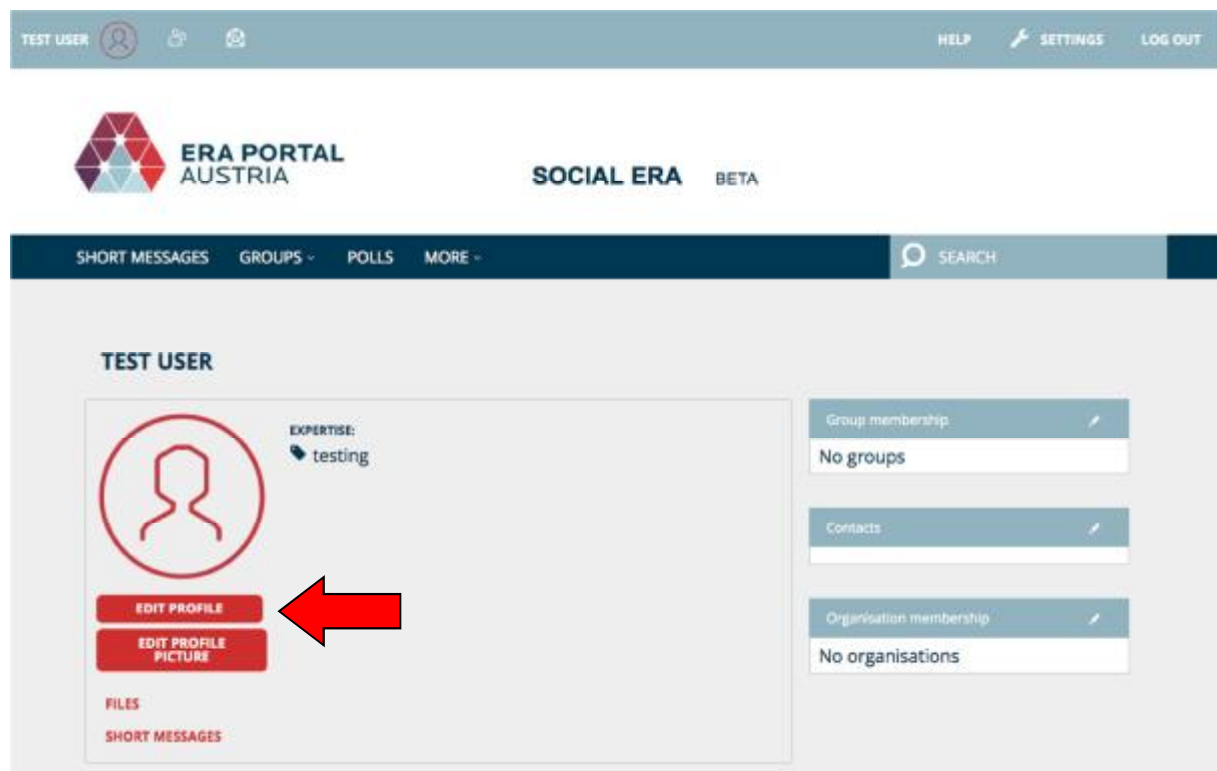 TEST USER
HELP
SETTINGS
LOG OUT
ERA PORTAL
AUSTRIA
SOCIAL ERA BETA
SHORT MESSAGES GROUPS POLLS MORE
SEARCH
TEST USER
EXPERTISE:
testing
EDIT PROFILE
EDIT PROFILE
PICTURE
FILES
SHORT MESSAGES
Group membership
No groups
Contacts
Organisation membership
No organisations